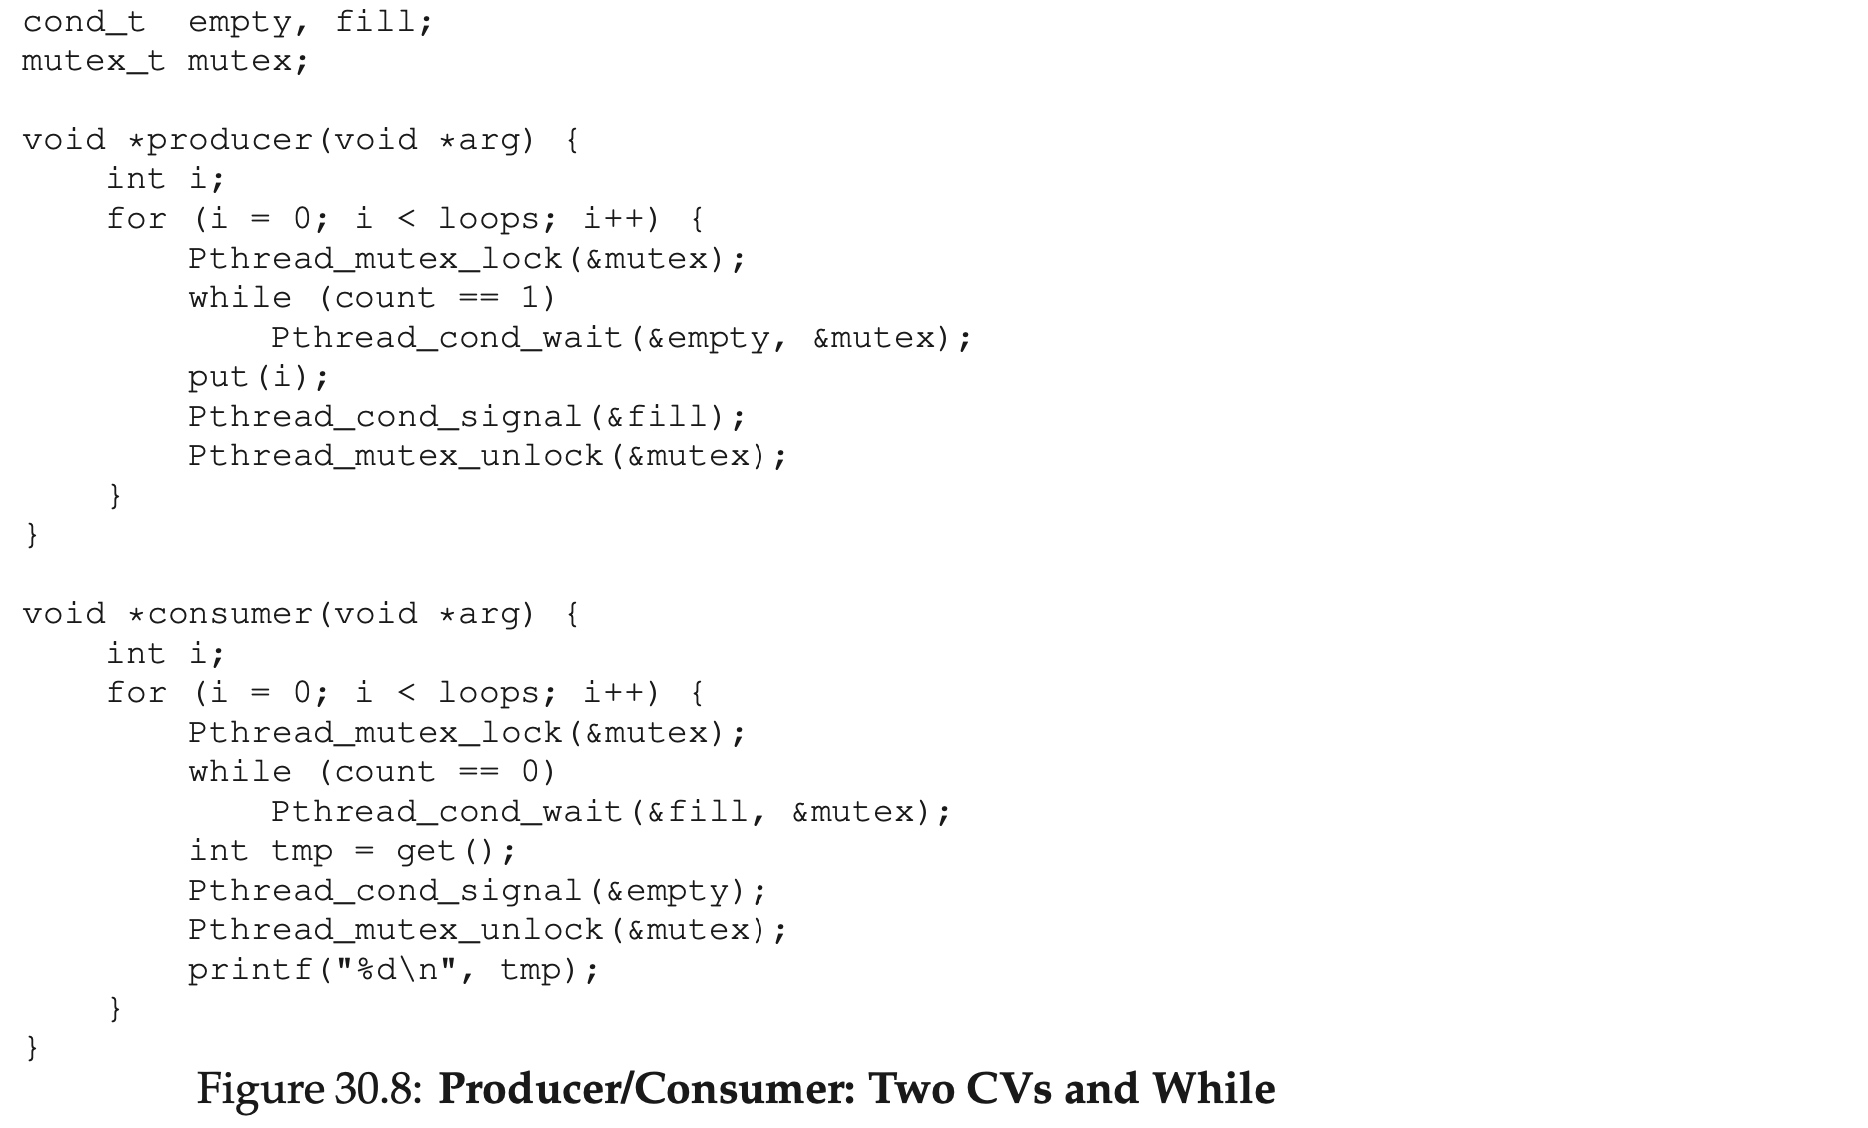 cond_t  empty, fill;
mutex_t mutex;

void *producer(void *arg) {
    int i;
    for (i = 0; i < loops; i++) {
        Pthread_mutex_lock(&mutex);
        while (count == 1)
            Pthread_cond_wait(&empty, &mutex);
        put(i);
        Pthread_cond_signal(&fill);
        Pthread_mutex_unlock(&mutex);
    }
}

void *consumer(void *arg) {
    int i;
    for (i = 0; i < loops; i++) {
        Pthread_mutex_lock(&mutex);
        while (count == 0)
            Pthread_cond_wait(&fill, &mutex);
        int tmp = get();
        Pthread_cond_signal(&empty);
        Pthread_mutex_unlock(&mutex);
        printf("%d\n", tmp);
    }
}
Figure 30.8: Producer/Consumer: Two CVs and While